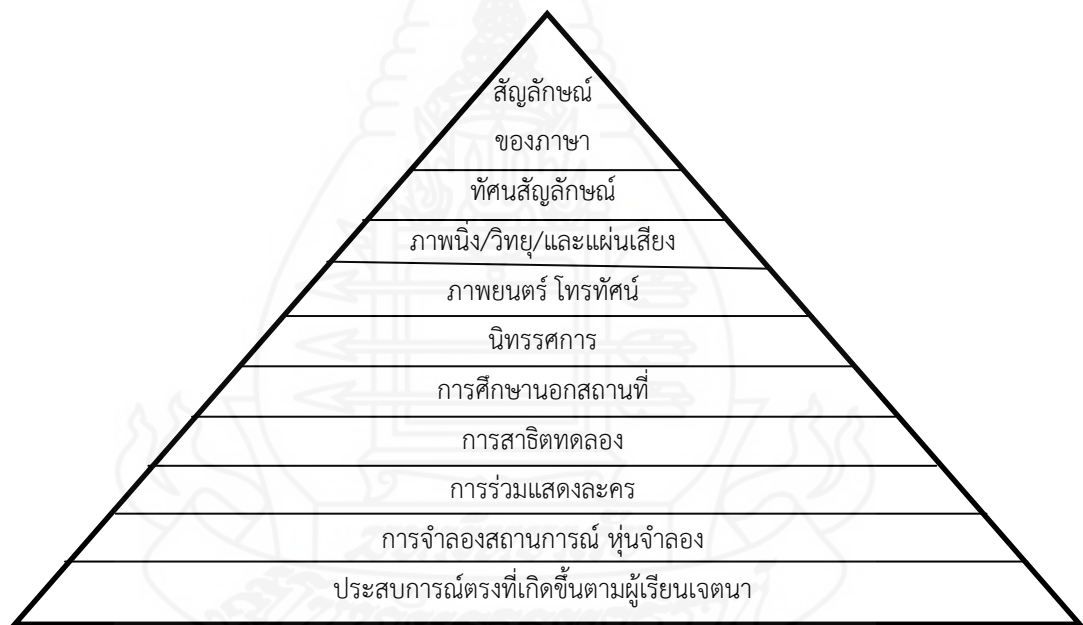 สัญลักษณ์
ของภาษา
ทัศนสัญลักษณ์
ภาพนิ่ง/วิทยุ/และแผ่นเสียง
ภาพยนตร์ โทรทัศน์
นิทรรศการ
การศึกษานอกสถานที่
การสาธิตทดลอง
การร่วมแสดงละคร
การจำลองสถานการณ์ หุ่นจำลอง
ประสบการณ์ตรงที่เกิดขึ้นตามผู้เรียนเจตนา